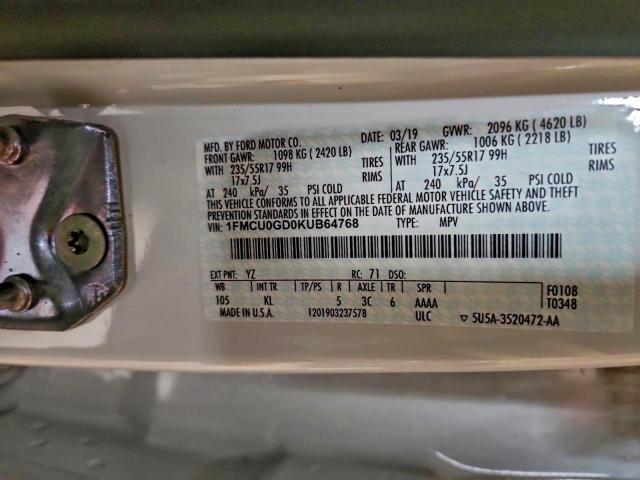 MFD. BY FORD MOTOR CO. DATE: 03/19 GVWR: 2096 KG ( 4620 LB)
FRONT GAWR: 1098 KG ( 2420 LB) REAR GAWR: 1006 KG ( 2218 LB)
WITH 235/55R17 99H TIRES WITH 235/55R17 99H TIRES
17x7.5J RIMS 17x7.5J RIMS
AT 240 kPa/ 35 PSI COLD AT 240 kPa/ 35 PSI COLD
THIS VEHICLE CONFORMS TO ALL APPLICABLE FEDERAL MOTOR VEHICLE SAFETY AND THEFT
PREVENTION STANDARDS IN EFFECT ON THE DATE OF MANUFACTURE SHOWN ABOVE.
VIN: 1FMCU0GD0KUB64768 TYPE: MPV
EXT PNT: YZ RC: 71 DSO:
WB INT TR TP/PS R AXLE TR SPR F0108
105 KL 5 3C 6 AAAA T0348
MADE IN U.S.A. 1201903237578 ULC ▽ 5U5A-3520472-AA